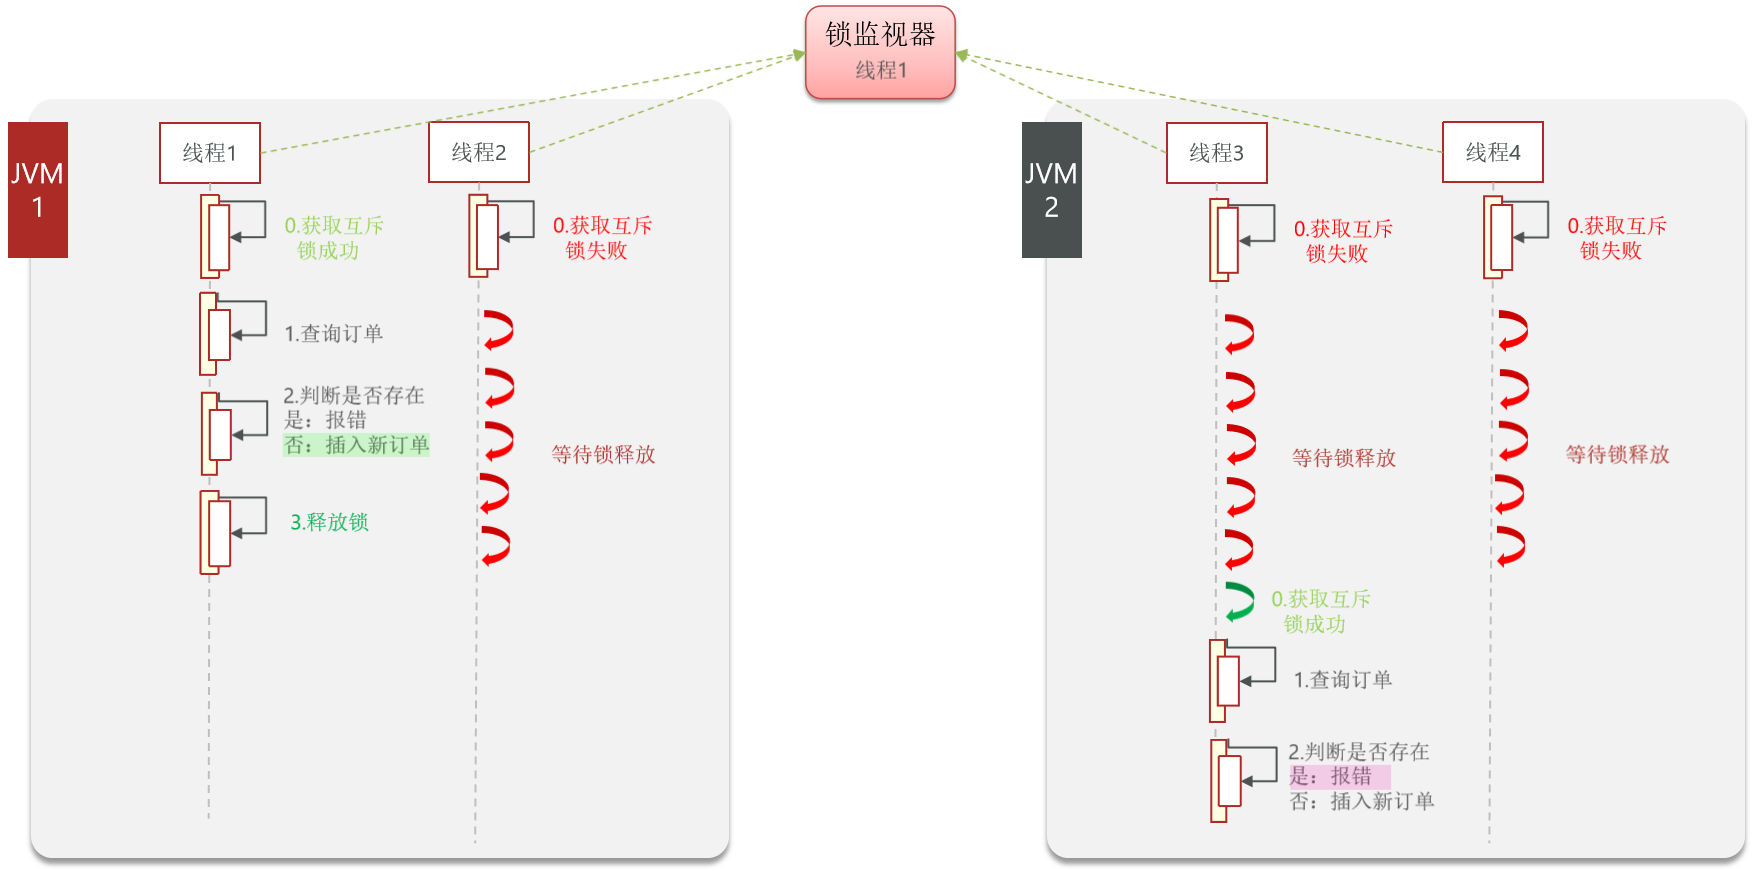 锁监视器
线程1
JVM
1
线程1
0.获取互斥
锁成功
1.查询订单
2.判断是否存在
是：报错
否：插入新订单
3.释放锁
线程2
0.获取互斥
锁失败
等待锁释放
JVM
2
线程3
0.获取互斥
锁失败
等待锁释放
0.获取互斥
锁成功
1.查询订单
2.判断是否存在
是：报错
否：插入新订单
线程4
0.获取互斥
锁失败
等待锁释放